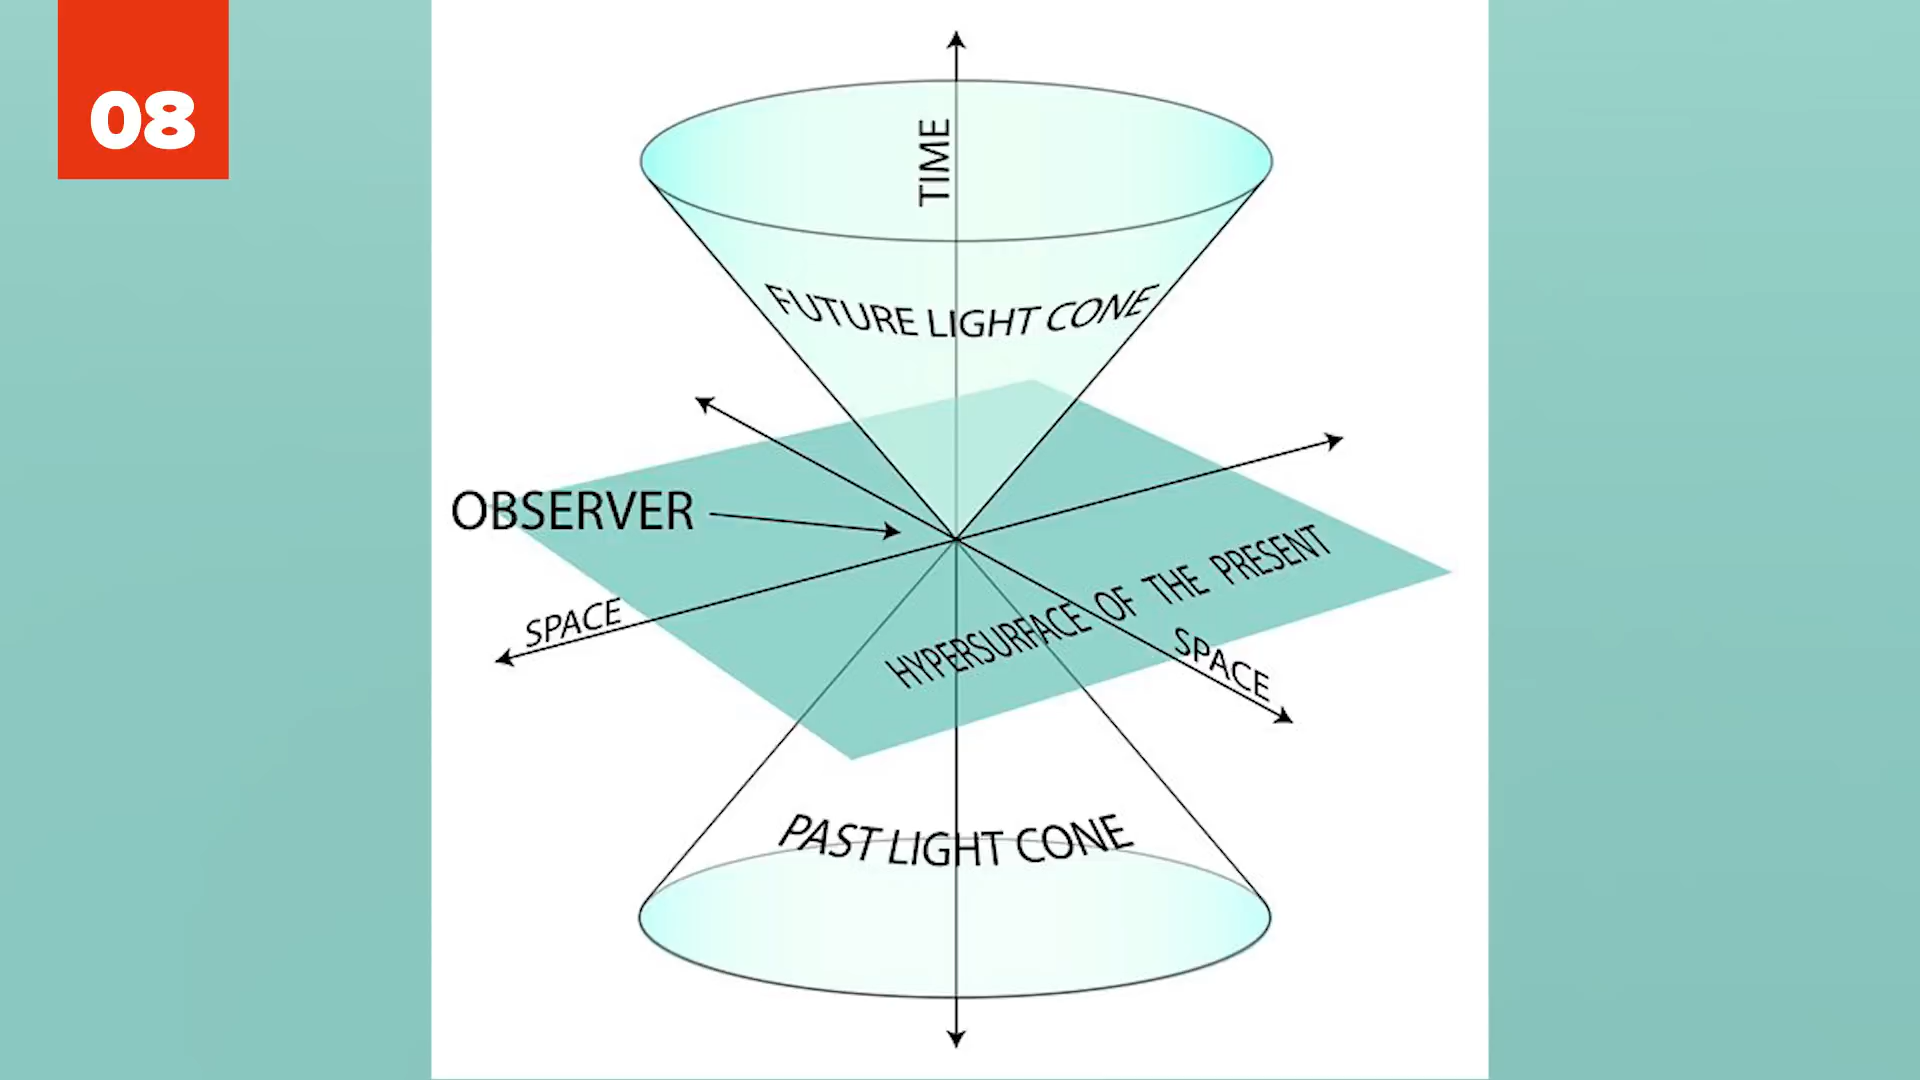 08
TIME
FUTURE LIGHT CONE
OBSERVER
SPACE
HYPERSURFACE OF THE PRESENT
SPACE
PAST LIGHT CONE